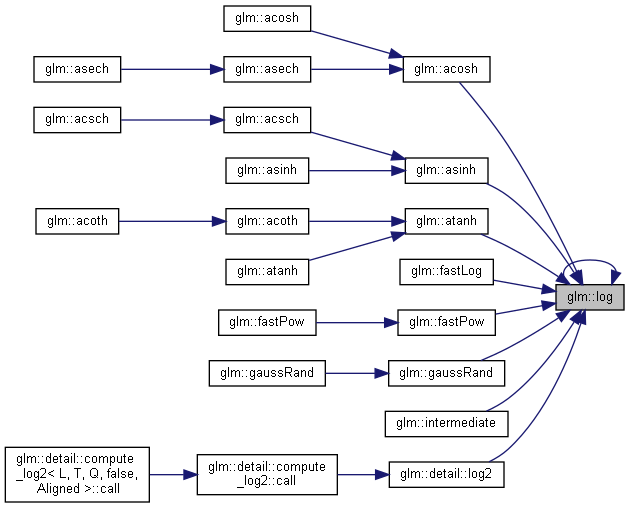 glm::acosh
glm::asech
glm::asech
glm::acosh
glm::acsch
glm::acsch
glm::asinh
glm::asinh
glm::acoth
glm::acoth
glm::atanh
glm::atanh
glm::fastLog
glm::log
glm::fastPow
glm::fastPow
glm::gaussRand
glm::gaussRand
glm::intermediate
glm::detail::compute
_log2< L, T, Q, false,
Aligned >::call
glm::detail::compute
_log2::call
glm::detail::log2